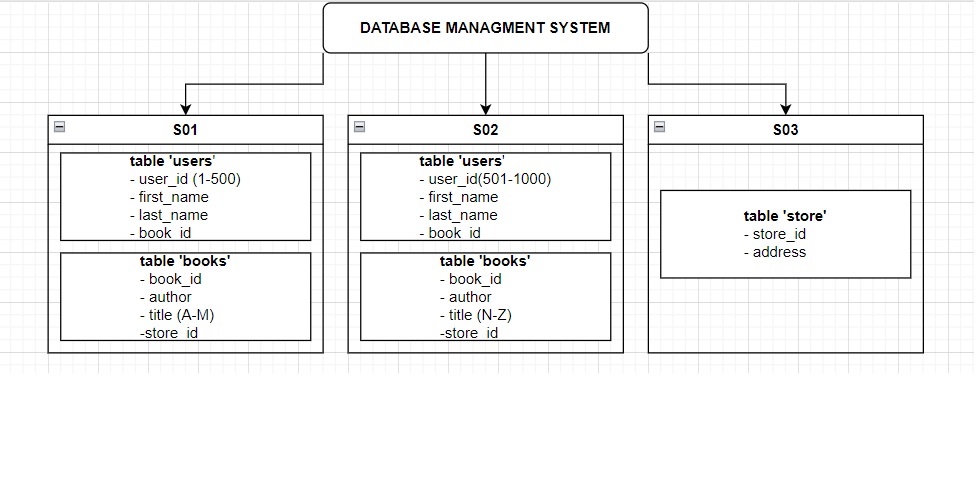 DATABASE MANAGMENT SYSTEM
S01
table 'users'
- user_id (1-500)
- first_name
- last_name
- book_id
table 'books'
- book_id
- author
- title (A-M)
-store_id
S02
table 'users'
- user_id(501-1000)
- first_name
- last_name
- book_id
table 'books'
- book_id
- author
- title (N-Z)
-store_id
S03
table 'store'
- store_id
- address